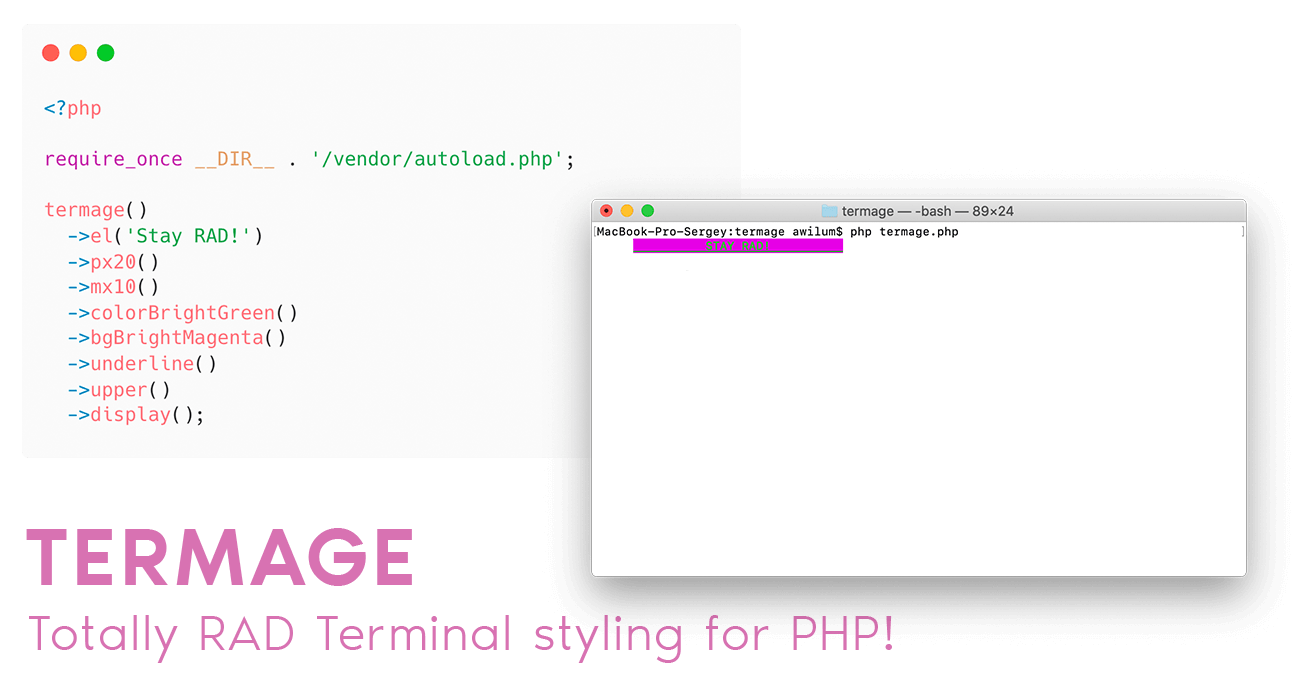 <?php
require_once __DIR__ . '/vendor/autoload.php';
termage()
->el('Stay RAD!')
->px20()
->mx10()
->colorBrightGreen()
->bgBrightMagenta()
->underline()
->upper()
->display();
termage — -bash — 89×24
[MacBook-Pro-Sergey:termage awilum$ php termage.php ]
STAY RAD!
TERMAGE
Totally RAD Terminal styling for PHP!